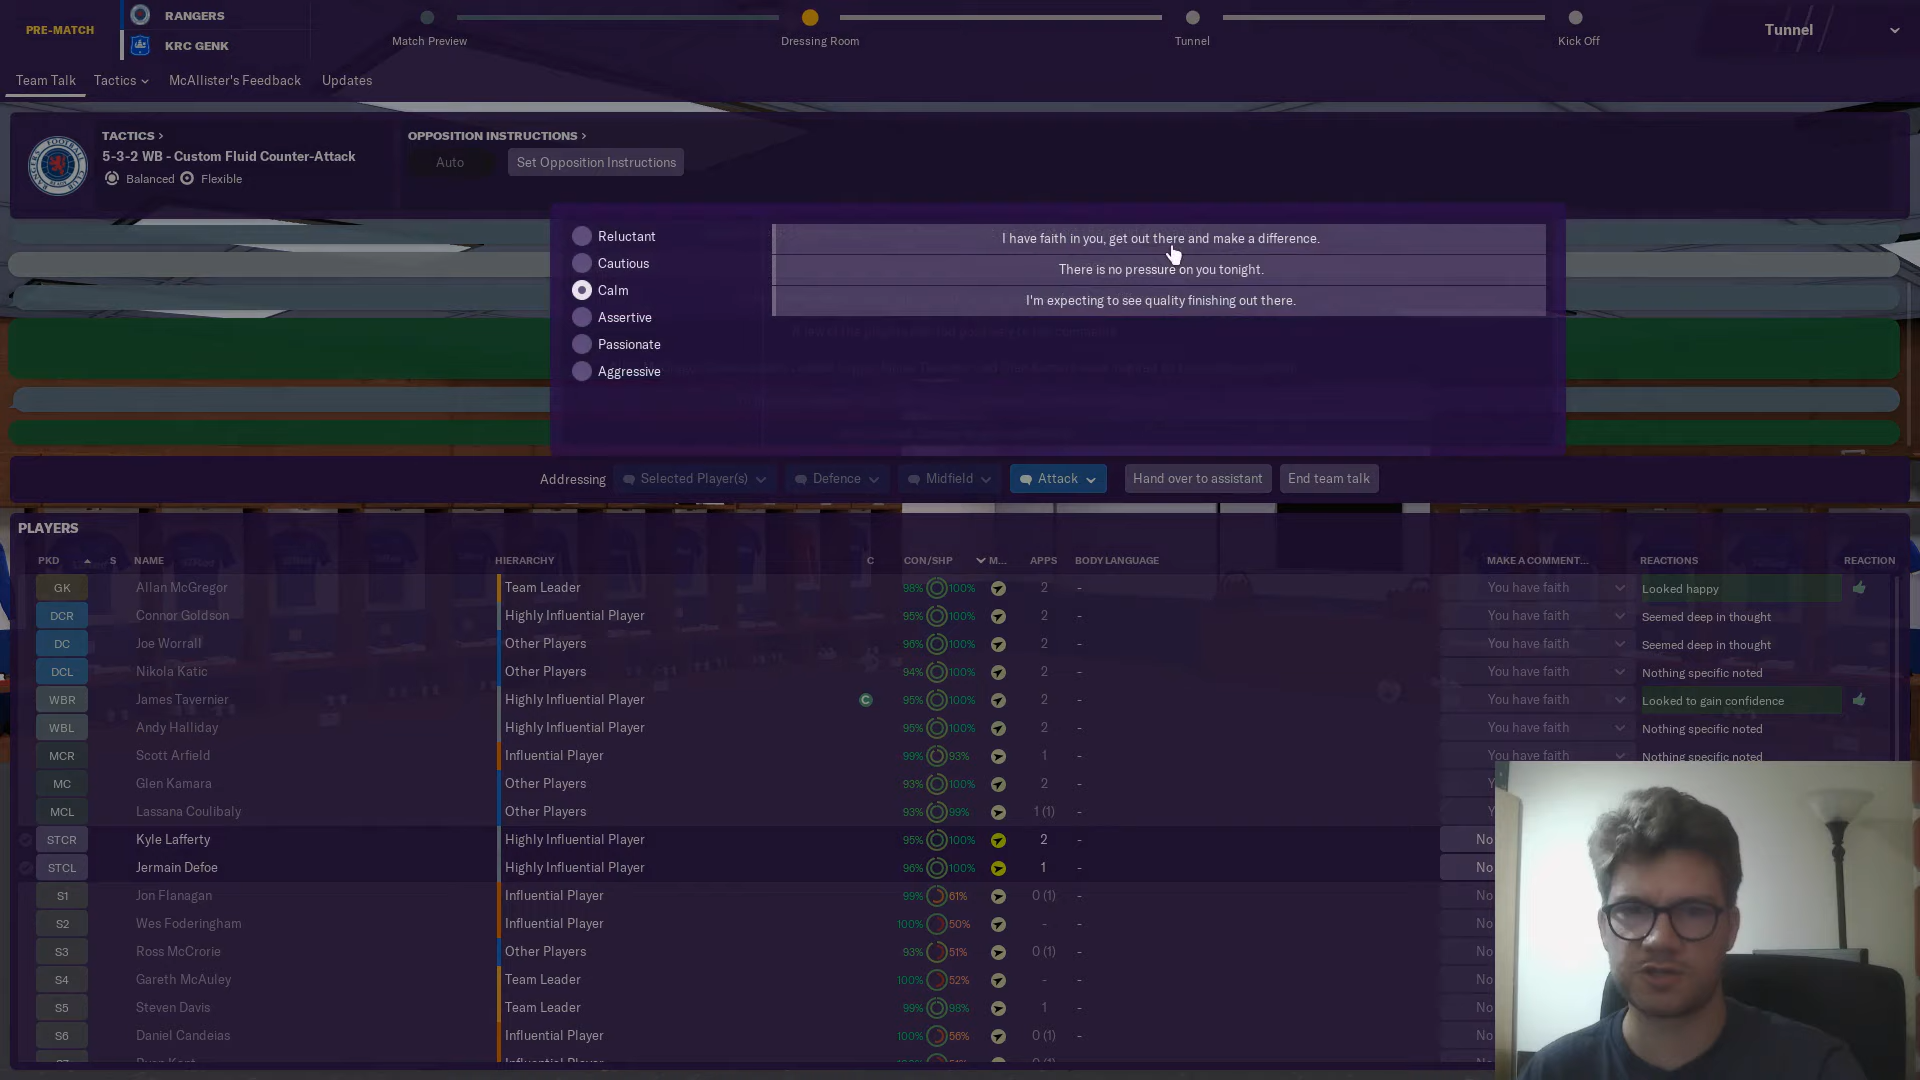 PRE-MATCH
RANGERS
KRC GENK
Match Preview
Dressing Room
Tunnel
Kick Off
Tunnel
Team Talk
Tactics
McAllister's Feedback
Updates
TACTICS >
5-3-2 WB - Custom Fluid Counter-Attack
Balanced
Flexible
OPPOSITION INSTRUCTIONS >
Auto
Set Opposition Instructions
Reluctant
Cautious
Calm
Assertive
Passionate
Aggressive
I have faith in you, get out there and make a difference.
There is no pressure on you tonight.
I'm expecting to see quality finishing out there.
Addressing
Selected Player(s)
Defence
Midfield
Attack
Hand over to assistant
End team talk
PLAYERS
PKD S NAME HIERARCHY C CON/SHP M... APPS BODY LANGUAGE MAKE A COMMENT... REACTIONS REACTION
GK Allan McGregor Team Leader 98% 100% 2 - You have faith Looked happy
DCR Connor Goldson Highly Influential Player 95% 100% 2 - You have faith Seemed deep in thought
DC Joe Worrall Other Players 96% 100% 2 - You have faith Seemed deep in thought
DCL Nikola Katic Other Players 94% 100% 2 - You have faith Nothing specific noted
WBR James Tavernier Highly Influential Player C 95% 100% 2 - You have faith Looked to gain confidence
WBL Andy Halliday Highly Influential Player 95% 100% 2 - You have faith Nothing specific noted
MCR Scott Arfield Influential Player 99% 93% 1 - You have faith Nothing specific noted
MC Glen Kamara Other Players 93% 100% 2 - Y
MCL Lassana Coulibaly Other Players 93% 99% 1 (1) - Y
STCR Kyle Lafferty Highly Influential Player 95% 100% 2 - No
STCL Jermain Defoe Highly Influential Player 96% 100% 1 - No
S1 Jon Flanagan Influential Player 99% 61% 0 (1) - No
S2 Wes Foderingham Influential Player 100% 50% - - No
S3 Ross McCrorie Other Players 93% 51% 0 (1) - No
S4 Gareth McAuley Team Leader 100% 52% - - No
S5 Steven Davis Team Leader 99% 98% 1 - No
S6 Daniel Candeias Influential Player 100% 56% 0 (1) - No